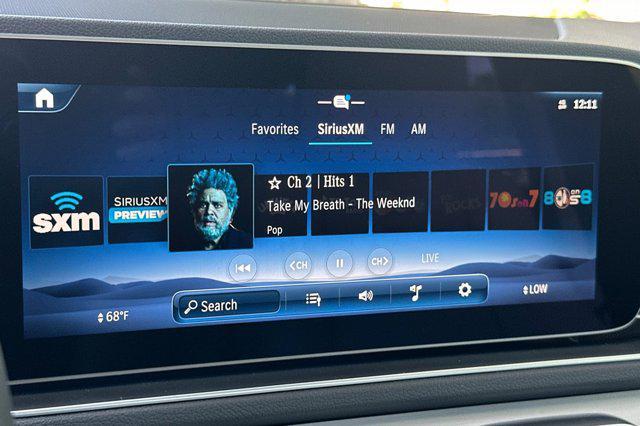 12:11
Favorites SiriusXM FM AM
sxm
SIRIUSXM
PREVIEW
Ch 2 | Hits 1
Take My Breath - The Weeknd
Pop
ROCKS
70s on 7
80s on 8
CH
CH
LIVE
Search
68°F
LOW